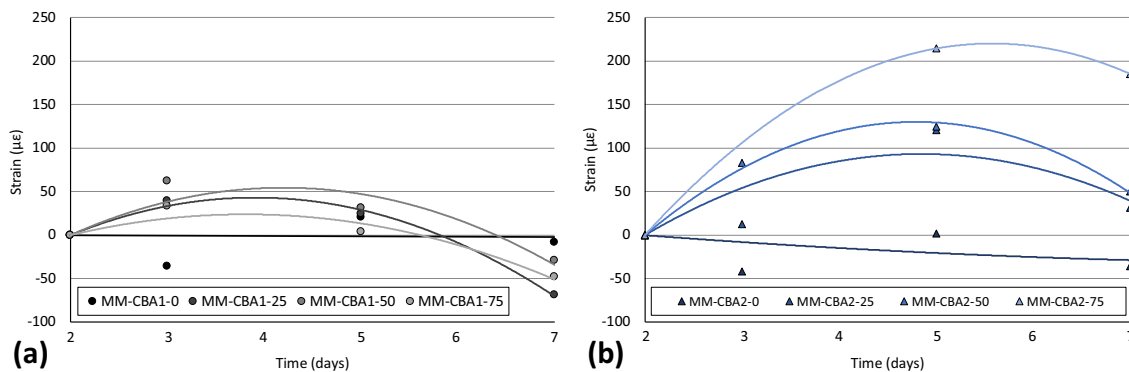 250
200
150
100
50
0
-50
-100
Strain (µε)
MM-CBA1-0 MM-CBA1-25 MM-CBA1-50 MM-CBA1-75
2 3 4 5 6 7
Time (days)
(a)
250
200
150
100
50
0
-50
-100
Strain (µε)
MM-CBA2-0 MM-CBA2-25 MM-CBA2-50 MM-CBA2-75
2 3 4 5 6 7
Time (days)
(b)